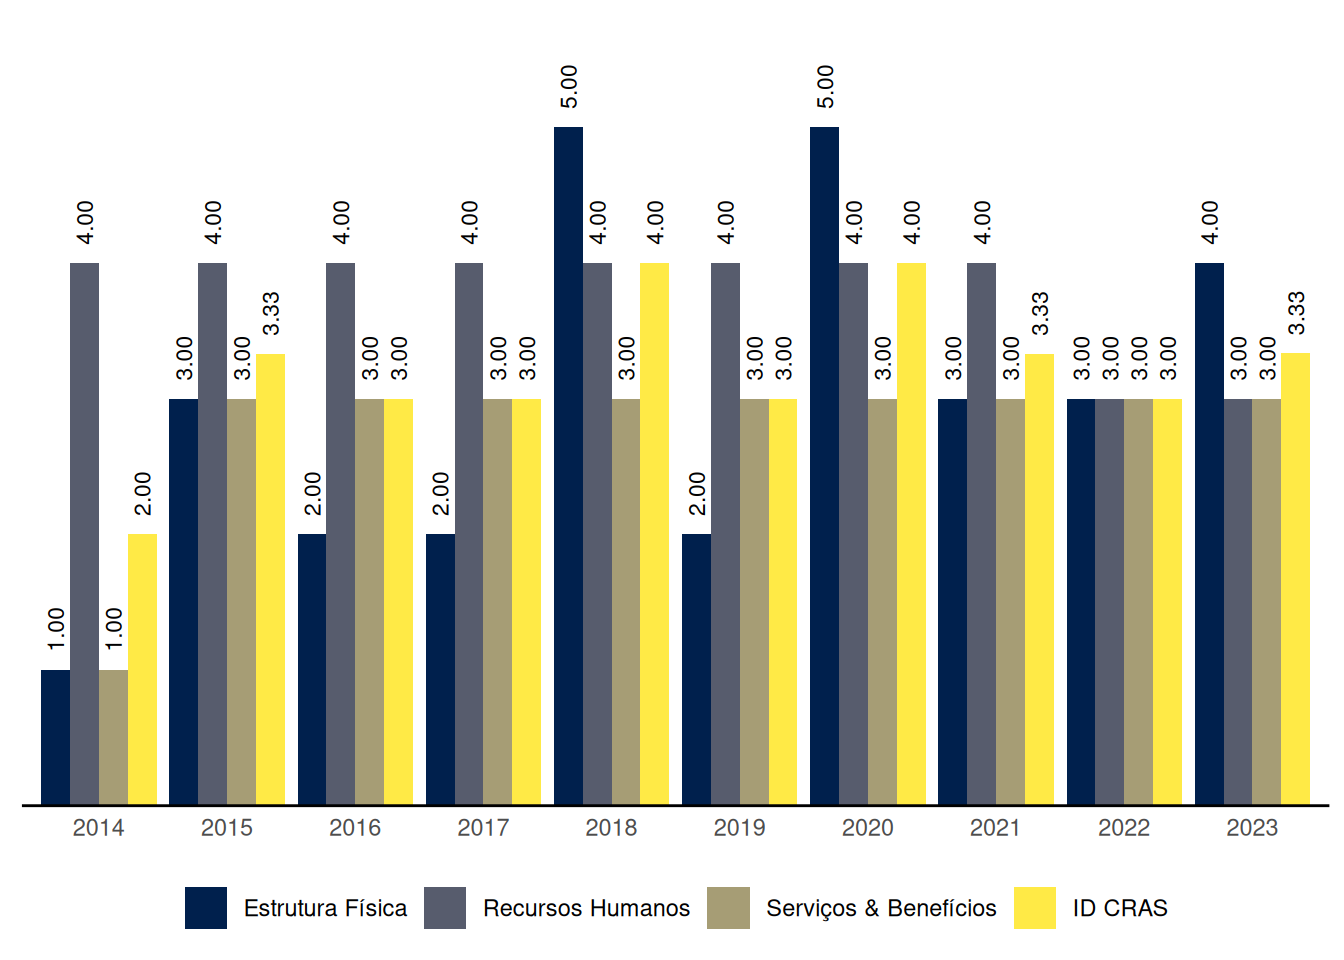 5.00 5.00
4.00 4.00 4.00 4.00 4.00 4.00 4.00 4.00 4.00 4.00 4.00
3.33 3.33 3.33
3.00 3.00 3.00 3.00 3.00 3.00 3.00 3.00 3.00 3.00 3.00 3.00 3.00 3.00 3.00 3.00 3.00 3.00
2.00 2.00 2.00 2.00
1.00 1.00
2014 2015 2016 2017 2018 2019 2020 2021 2022 2023
Estrutura Física Recursos Humanos Serviços & Benefícios ID CRAS